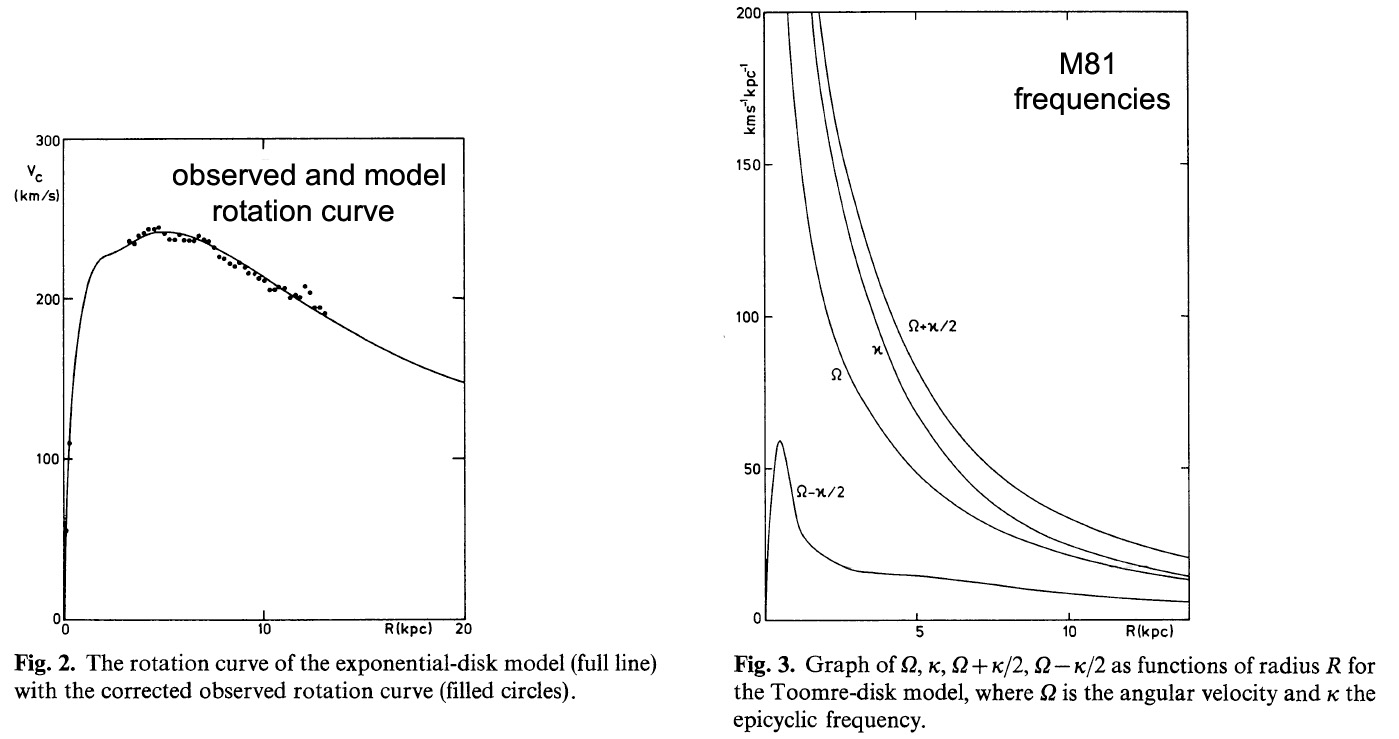 300
V_c
(km/s)
observed and model
rotation curve
200
100
0
0
10
R(kpc)
20
Fig. 2. The rotation curve of the exponential-disk model (full line)
with the corrected observed rotation curve (filled circles).
200
km s⁻¹ kpc⁻¹
M81
frequencies
150
100
Ω+ϰ/2
ϰ
Ω
50
Ω−ϰ/2
0
5
10
R(kpc)
Fig. 3. Graph of Ω, κ, Ω+κ/2, Ω−κ/2 as functions of radius R for
the Toomre-disk model, where Ω is the angular velocity and κ the
epicyclic frequency.